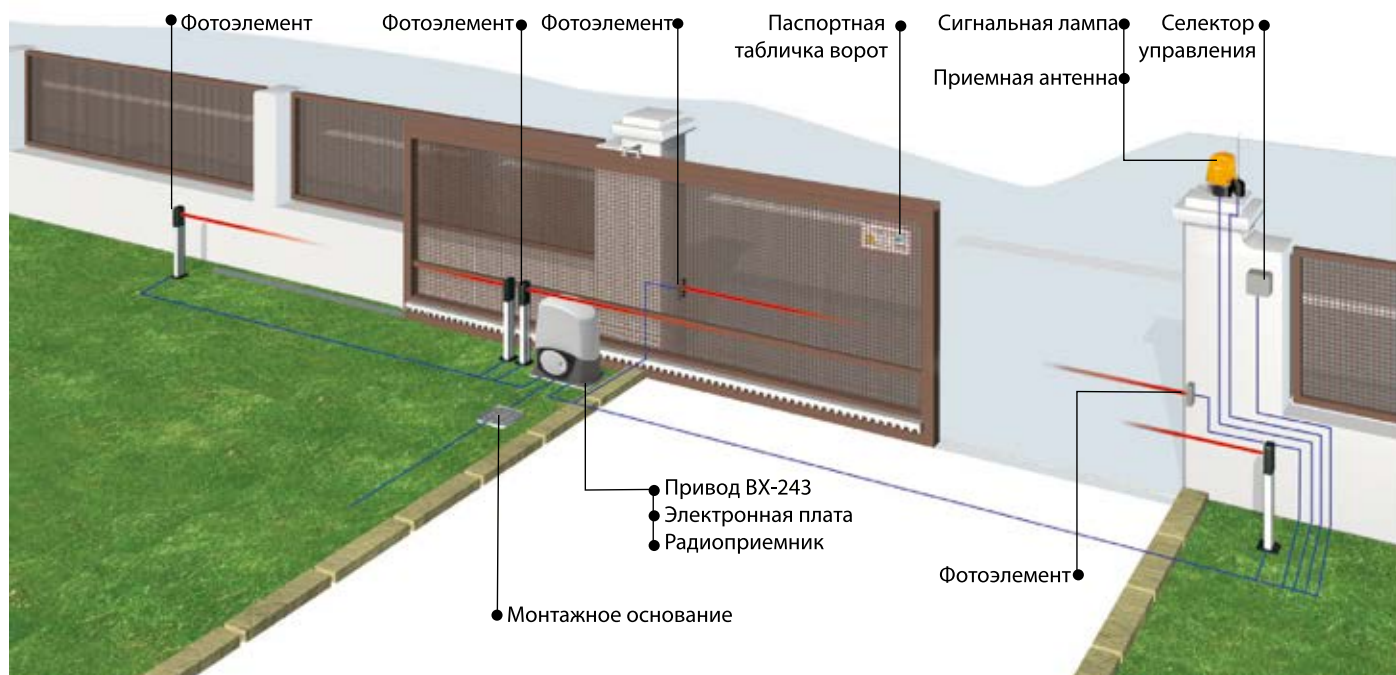 Фотоэлемент
Фотоэлемент
Фотоэлемент
Паспортная
табличка ворот
Сигнальная лампа
Приемная антенна
Селектор
управления
Привод BX-243
Электронная плата
Радиоприемник
Фотоэлемент
Монтажное основание